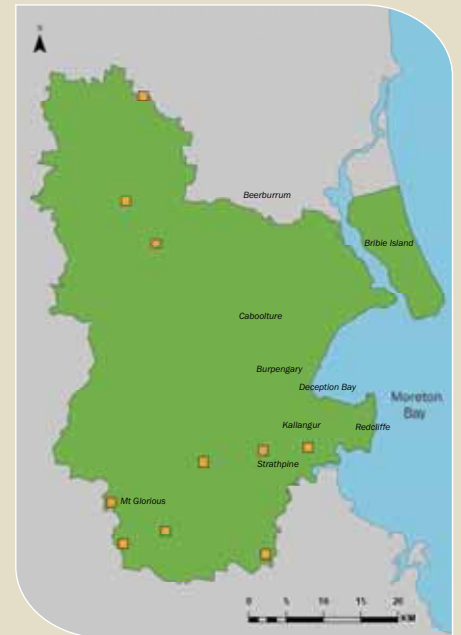 N
Beerburrum
Bribie Island
Caboolture
Burpengary
Deception Bay
Moreton
Bay
Kallangur
Redcliffe
Strathpine
Mt Glorious
0 5 10 15 20
KM